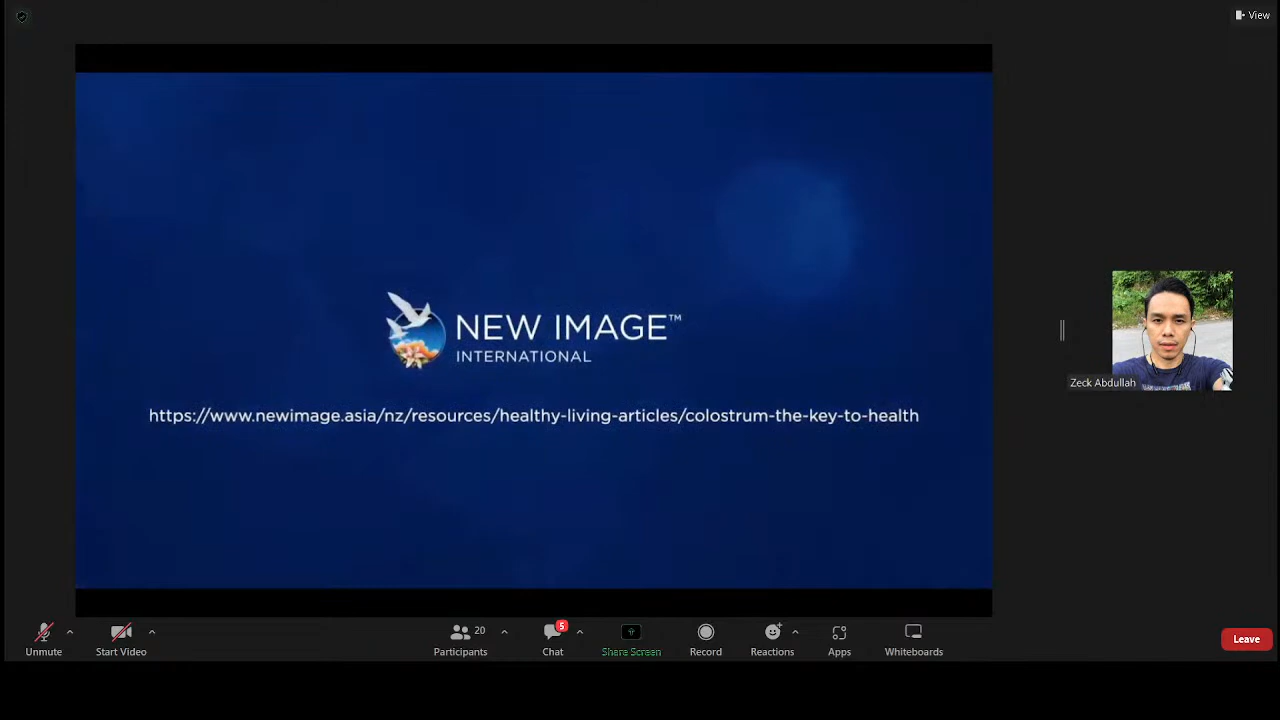 View
NEW IMAGE™
INTERNATIONAL
https://www.newimage.asia/nz/resources/healthy-living-articles/colostrum-the-key-to-health
Zeck Abdullah
Unmute
Start Video
20
Participants
5
Chat
Share Screen
Record
Reactions
Apps
Whiteboards
Leave